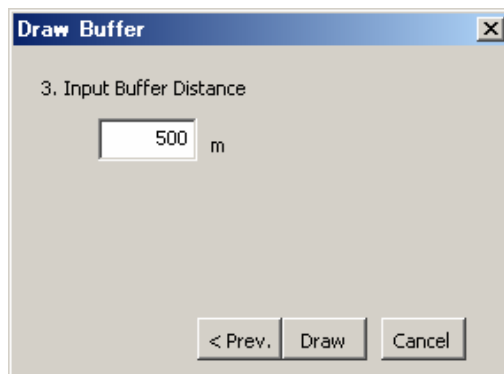 Draw Buffer
3. Input Buffer Distance
500 m
< Prev. Draw Cancel